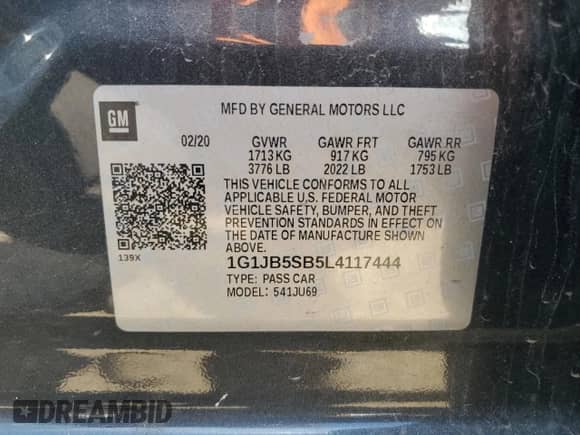 GM
MFD BY GENERAL MOTORS LLC
02/20 GVWR GAWR FRT GAWR RR
1713 KG 917 KG 795 KG
3776 LB 2022 LB 1753 LB
THIS VEHICLE CONFORMS TO ALL
APPLICABLE U.S. FEDERAL MOTOR
VEHICLE SAFETY, BUMPER, AND THEFT
PREVENTION STANDARDS IN EFFECT ON
THE DATE OF MANUFACTURE SHOWN
ABOVE.
139X
1G1JB5SB5L4117444
TYPE: PASS CAR
MODEL: 541JU69
DREAMBID